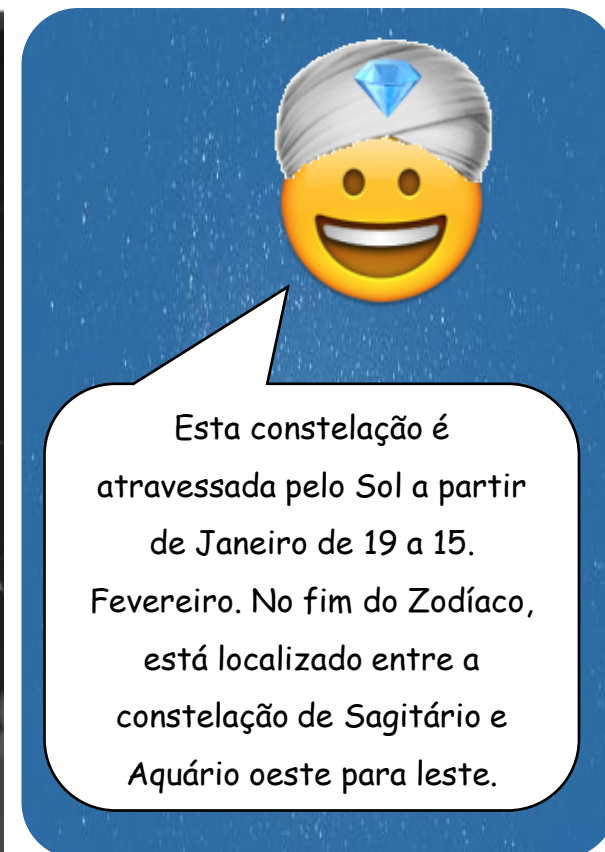 Esta constelação é
atravessada pelo Sol a partir
de Janeiro de 19 a 15.
Fevereiro. No fim do Zodíaco,
está localizado entre a
constelação de Sagitário e
Aquário oeste para leste.